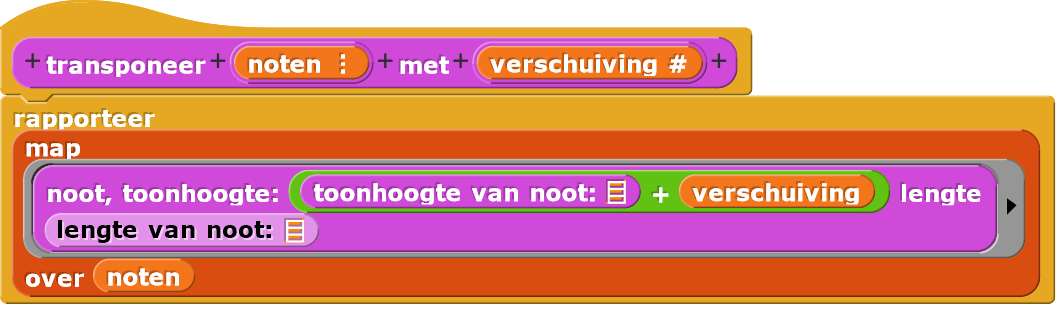 + transponeer + noten ⋮ + met + verschuiving # +
rapporteer
map
noot, toonhoogte: toonhoogte van noot: + verschuiving lengte
lengte van noot:
over noten